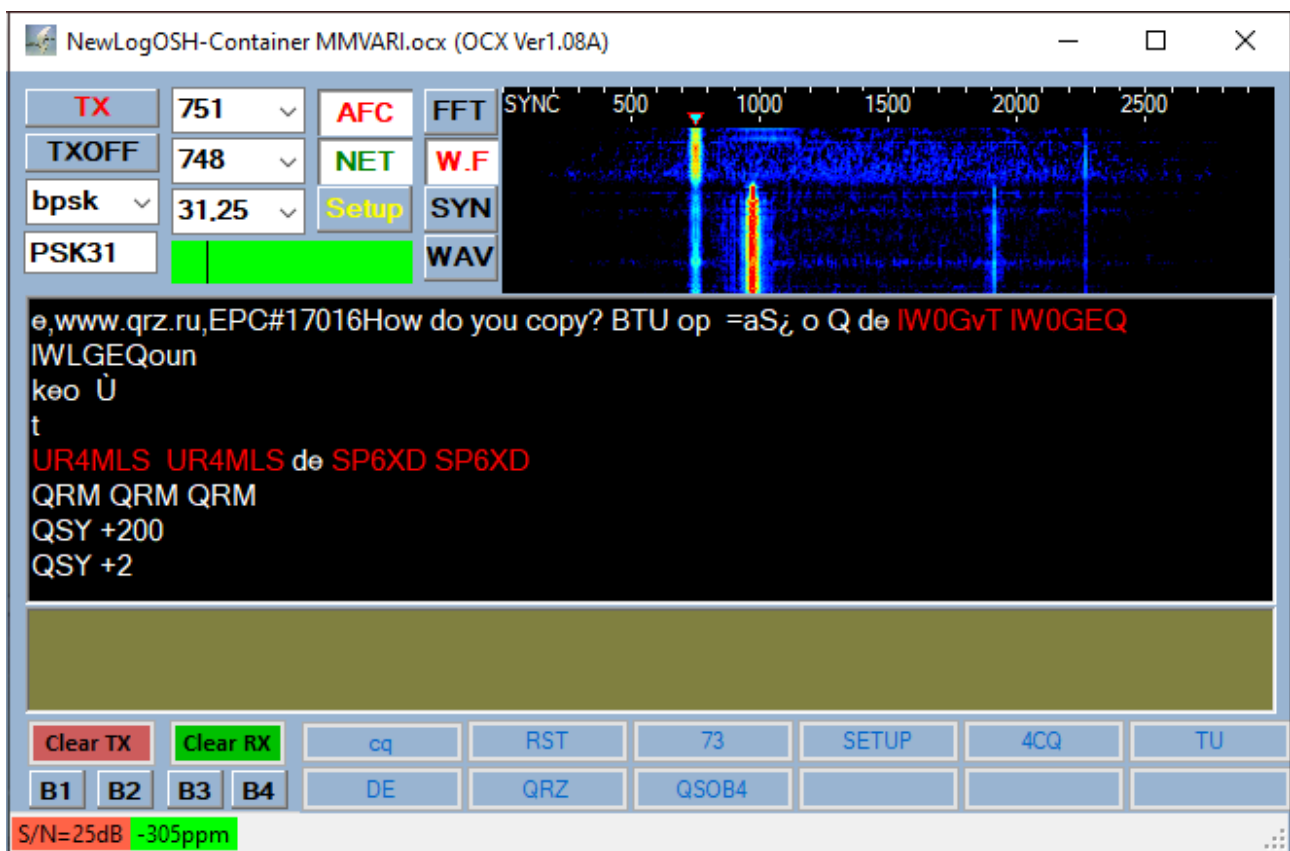 NewLogOSH-Container MMVARI.ocx (OCX Ver1.08A)
TX 751 AFC FFT SYNC 500 1000 1500 2000 2500
TXOFF 748 NET W.F
bpsk 31,25 Setup SYN
PSK31 WAV
ɵ,www.qrz.ru,EPC#17016How do you copy? BTU op =aS¿ o Q dɵ IW0GvT IW0GEQ
IWLGEQoun
kɵo Ù
t
UR4MLS UR4MLS dɵ SP6XD SP6XD
QRM QRM QRM
QSY +200
QSY +2
Clear TX Clear RX cq RST 73 SETUP 4CQ TU
B1 B2 B3 B4 DE QRZ QSOB4
S/N=25dB -305ppm